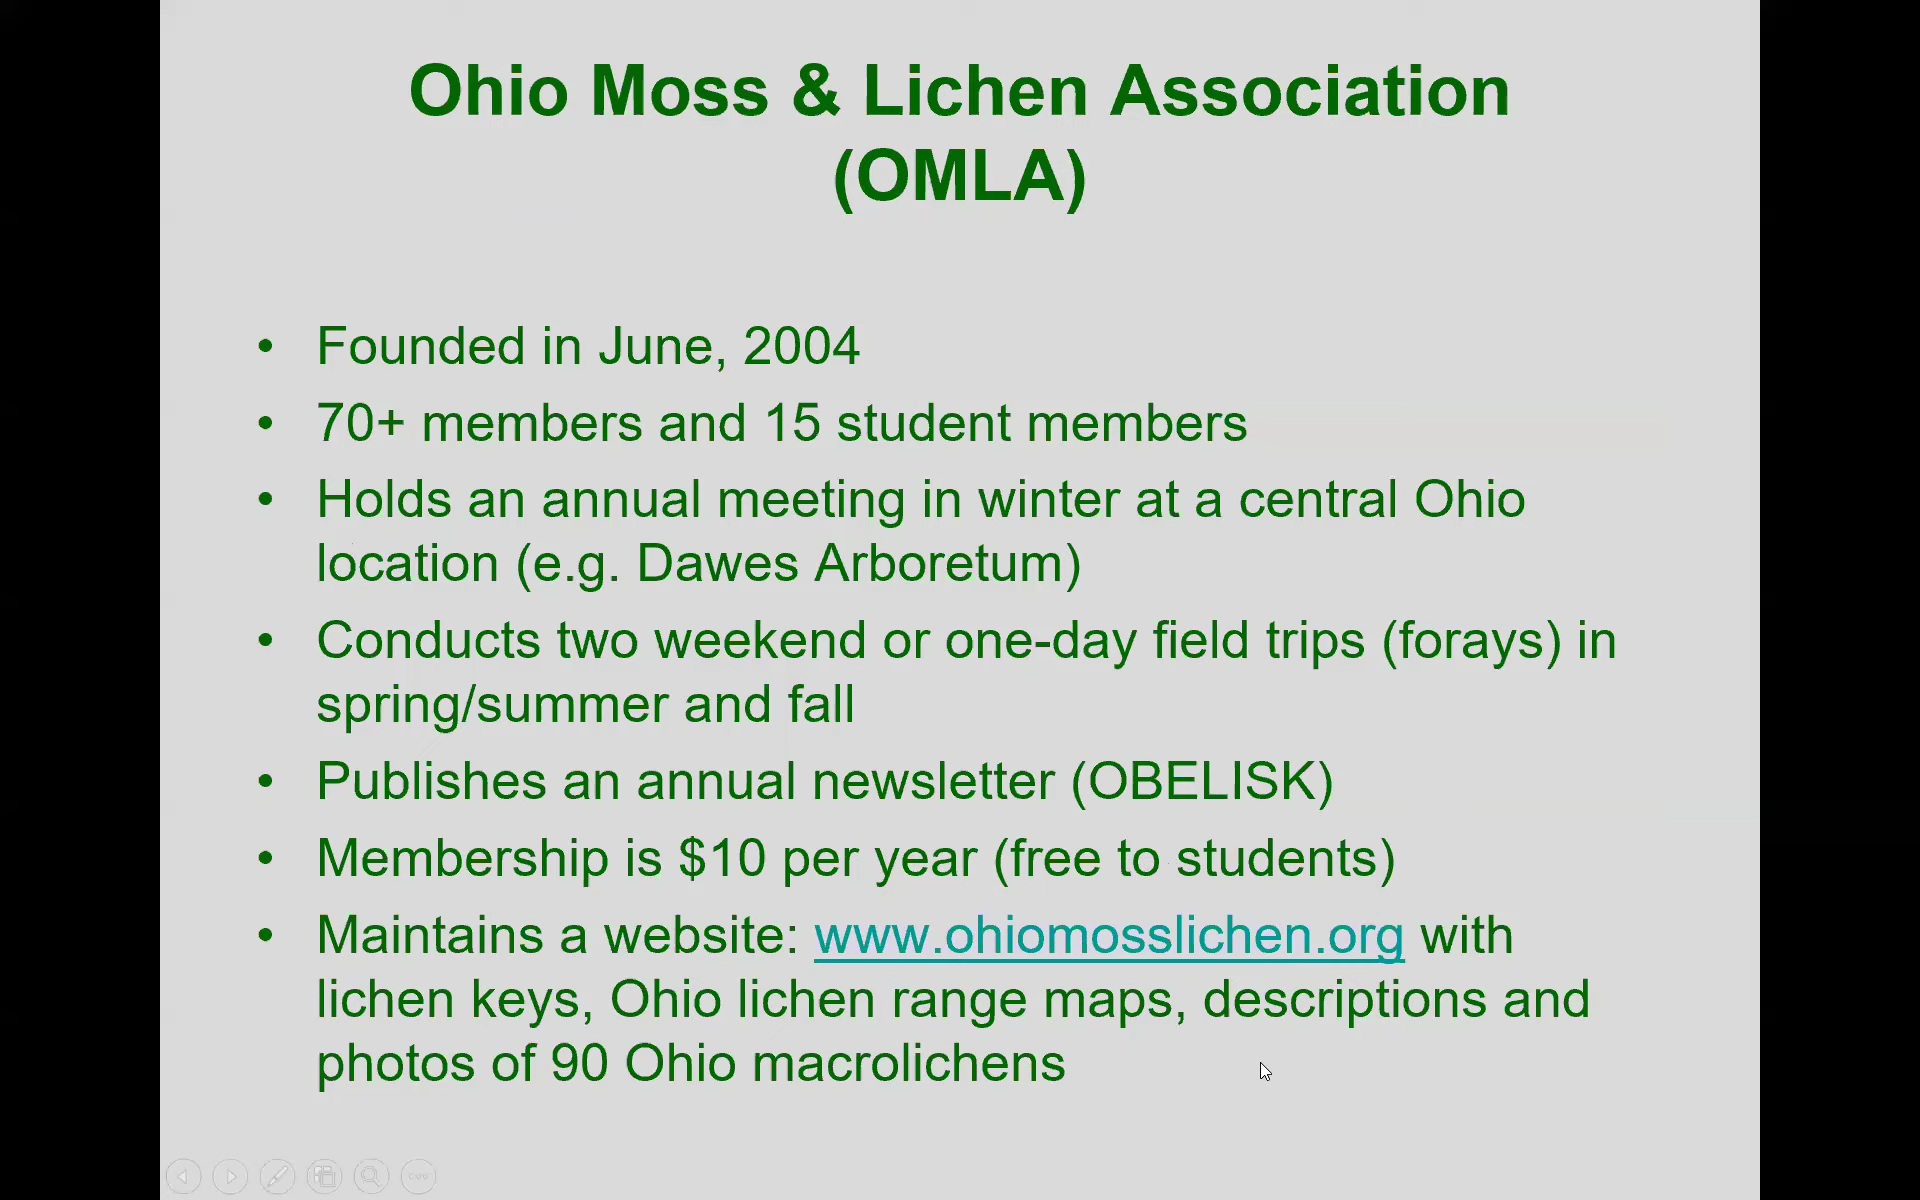 Ohio Moss & Lichen Association
(OMLA)
• Founded in June, 2004
• 70+ members and 15 student members
• Holds an annual meeting in winter at a central Ohio
location (e.g. Dawes Arboretum)
• Conducts two weekend or one-day field trips (forays) in
spring/summer and fall
• Publishes an annual newsletter (OBELISK)
• Membership is $10 per year (free to students)
• Maintains a website: www.ohiomosslichen.org with
lichen keys, Ohio lichen range maps, descriptions and
photos of 90 Ohio macrolichens